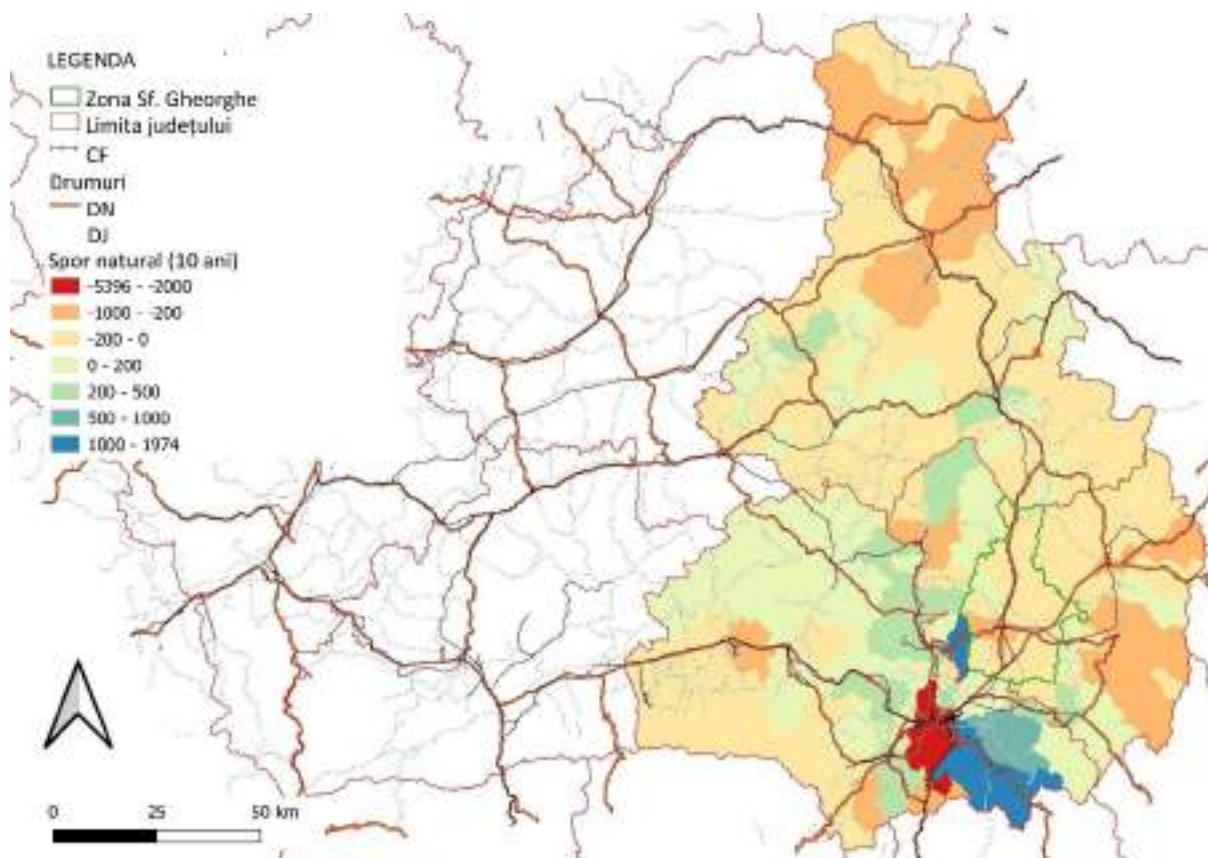 LEGENDA
Zona Sf. Gheorghe
Limita județului
CF
Drumuri
DN
DJ
Spor natural (10 ani)
-5396 - -2000
-1000 - -200
-200 - 0
0 - 200
200 - 500
500 - 1000
1000 - 1974
0 25 50 km